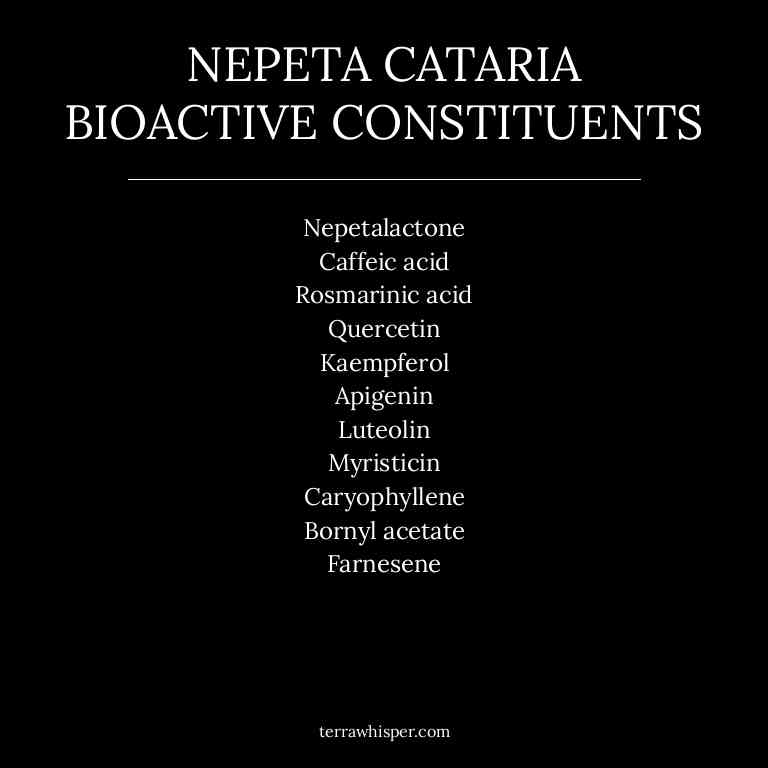 NEPETA CATARIA
BIOACTIVE CONSTITUENTS
Nepetalactone
Caffeic acid
Rosmarinic acid
Quercetin
Kaempferol
Apigenin
Luteolin
Myristicin
Caryophyllene
Bornyl acetate
Farnesene
terrawhisper.com